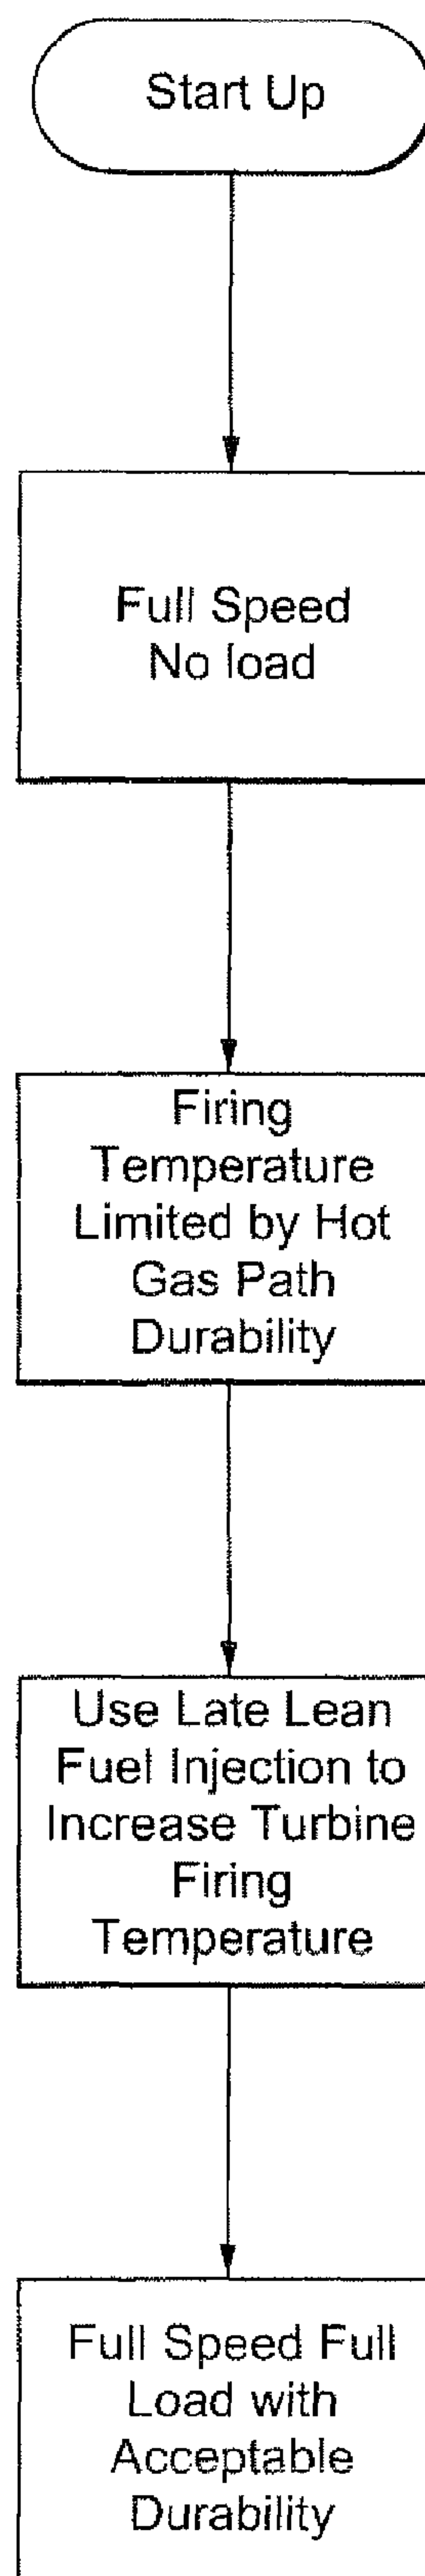 Start Up
Full Speed
No load
Firing
Temperature
Limited by Hot
Gas Path
Durability
Use Late Lean
Fuel Injection to
Increase Turbine
Firing
Temperature
Full Speed Full
Load with
Acceptable
Durability